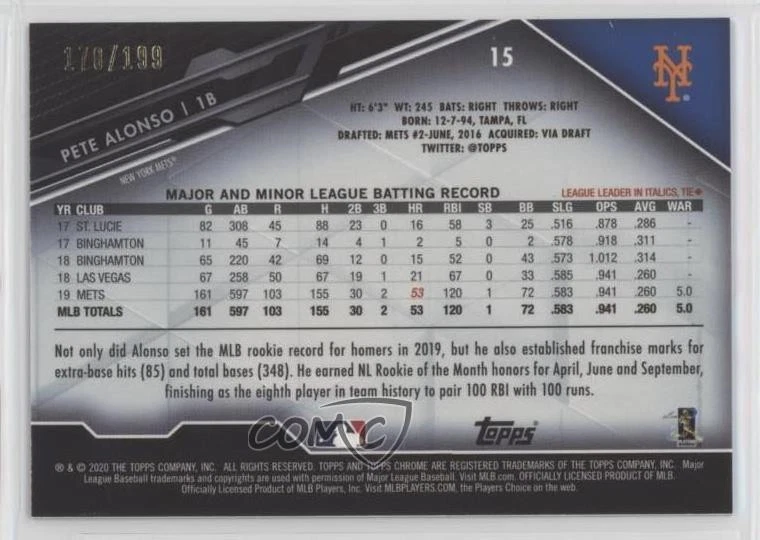 170/199
15
NY
PETE ALONSO | 1B
NEW YORK METS®
HT: 6'3" WT: 245 BATS: RIGHT THROWS: RIGHT
BORN: 12-7-94, TAMPA, FL
DRAFTED: METS #2-JUNE, 2016 ACQUIRED: VIA DRAFT
TWITTER: @TOPPS
MAJOR AND MINOR LEAGUE BATTING RECORD LEAGUE LEADER IN ITALICS, TIE♦
YR CLUB G AB R H 2B 3B HR RBI SB BB SLG OPS AVG WAR
17 ST. LUCIE 82 308 45 88 23 0 16 58 3 25 .516 .878 .286 -
17 BINGHAMTON 11 45 7 14 4 1 2 5 0 2 .578 .918 .311 -
18 BINGHAMTON 65 220 42 69 12 0 15 52 0 43 .573 1.012 .314 -
18 LAS VEGAS 67 258 50 67 19 1 21 67 0 33 .585 .941 .260 -
19 METS 161 597 103 155 30 2 53 120 1 72 .583 .941 .260 5.0
MLB TOTALS 161 597 103 155 30 2 53 120 1 72 .583 .941 .260 5.0
Not only did Alonso set the MLB rookie record for homers in 2019, but he also established franchise marks for
extra-base hits (85) and total bases (348). He earned NL Rookie of the Month honors for April, June and September,
finishing as the eighth player in team history to pair 100 RBI with 100 runs.
COMC
topps
® & © 2020 THE TOPPS COMPANY, INC. ALL RIGHTS RESERVED. TOPPS AND TOPPS CHROME ARE REGISTERED TRADEMARKS OF THE TOPPS COMPANY, INC. Major
League Baseball trademarks and copyrights are used with permission of Major League Baseball. Visit MLB.com. OFFICIALLY LICENSED PRODUCT OF MLB.
Officially Licensed Product of MLB Players, Inc. Visit MLBPLAYERS.COM, the Players Choice on the web.